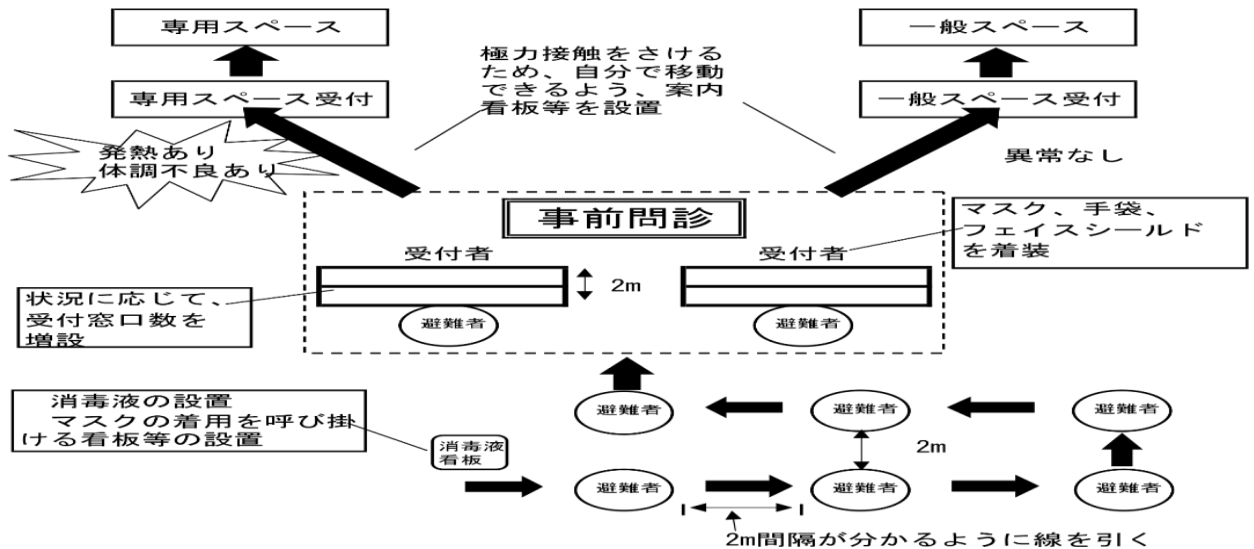 専用スペース
一般スペース
極力接触をさける
ため、自分で移動
できるよう、案内
看板等を設置
専用スペース受付
一般スペース受付
発熱あり
体調不良あり
異常なし
事前問診
マスク、手袋、
フェイスシールド
を着装
受付者
受付者
2m
状況に応じて、
受付窓口数を
増設
避難者
避難者
消毒液の設置
マスクの着用を呼び掛
ける看板等の設置
消毒液
看板
避難者
避難者
避難者
2m
避難者
避難者
避難者
2m間隔が分かるように線を引く